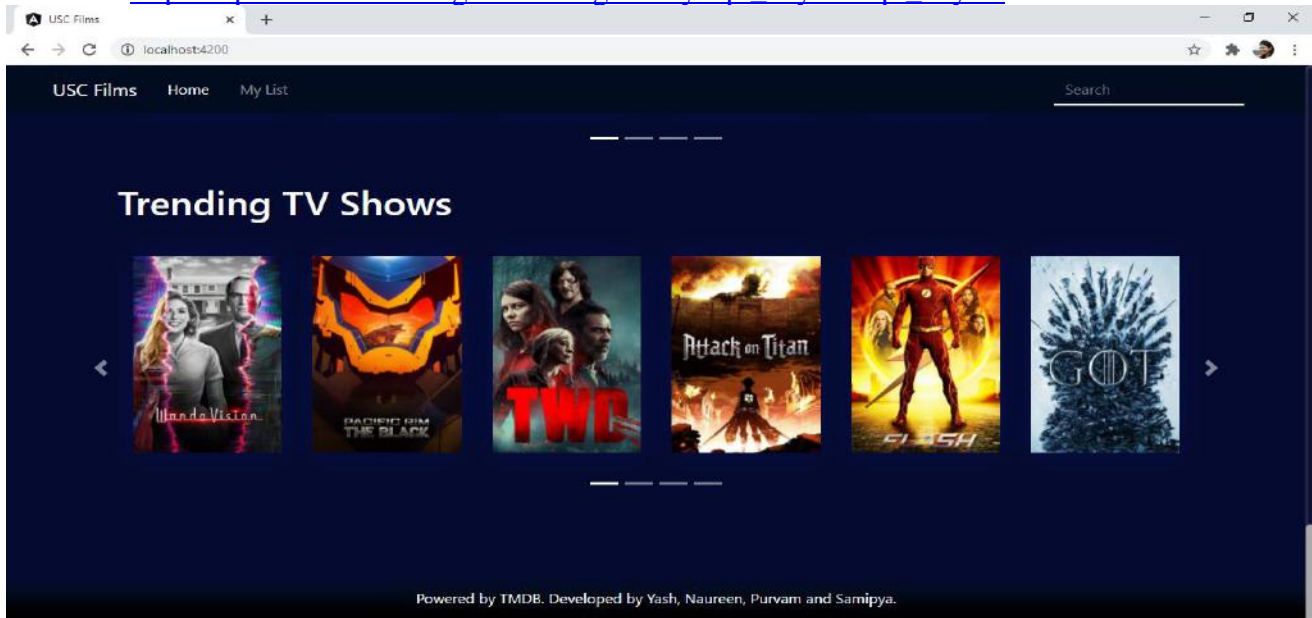 USC Films
localhost:4200
USC Films Home My List Search
Trending TV Shows
WandaVision
PACIFIC RIM
THE BLACK
TWD
Attack on Titan
FLASH
GOT
Powered by TMDB. Developed by Yash, Naureen, Purvam and Samipya.